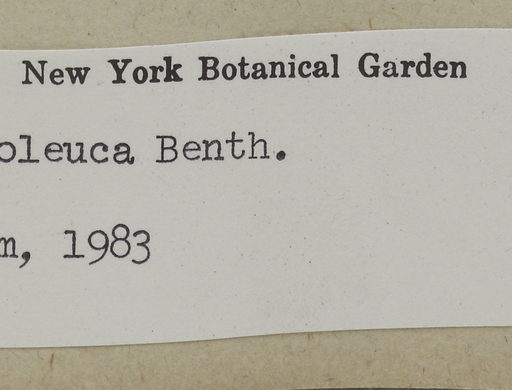 New York Botanical Garden
oleuca Benth.
m, 1983